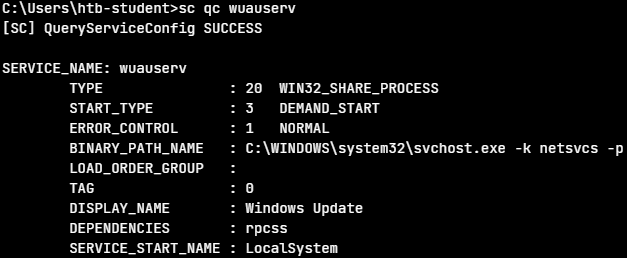 C:\Users\htb-student>sc qc wuauserv
[SC] QueryServiceConfig SUCCESS

SERVICE_NAME: wuauserv
        TYPE               : 20  WIN32_SHARE_PROCESS
        START_TYPE         : 3   DEMAND_START
        ERROR_CONTROL      : 1   NORMAL
        BINARY_PATH_NAME   : C:\WINDOWS\system32\svchost.exe -k netsvcs -p
        LOAD_ORDER_GROUP   :
        TAG                : 0
        DISPLAY_NAME       : Windows Update
        DEPENDENCIES       : rpcss
        SERVICE_START_NAME : LocalSystem